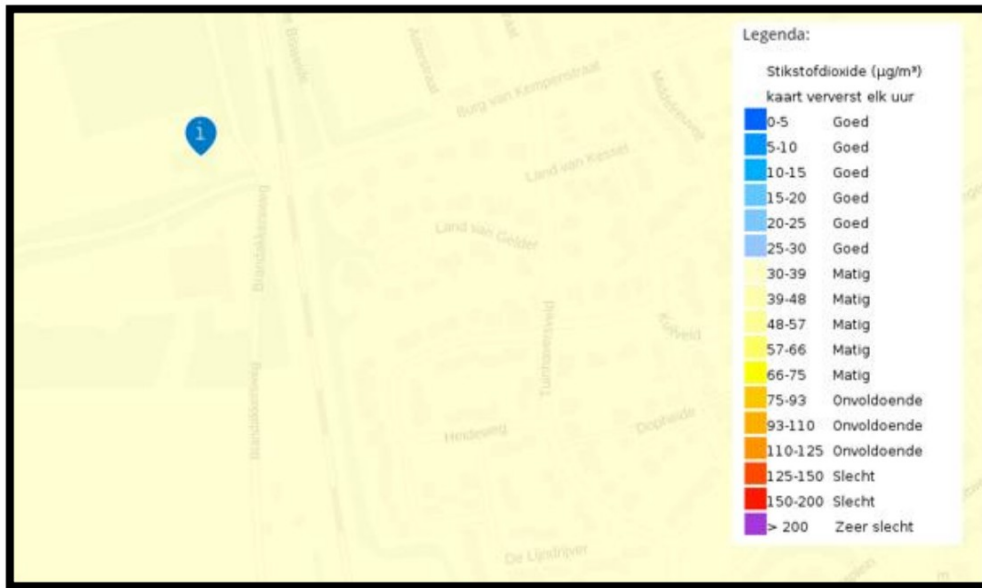 Legenda:
Stikstofdioxide (µg/m³)
kaart ververst elk uur
0-5 Goed
5-10 Goed
10-15 Goed
15-20 Goed
20-25 Goed
25-30 Goed
30-39 Matig
39-48 Matig
48-57 Matig
57-66 Matig
66-75 Matig
75-93 Onvoldoende
93-110 Onvoldoende
110-125 Onvoldoende
125-150 Slecht
150-200 Slecht
> 200 Zeer slecht
i
Burg van Kempenstraat
Land van Kessel
Land van Gelder
Heideweg
Dopheide
De Lijndrijver